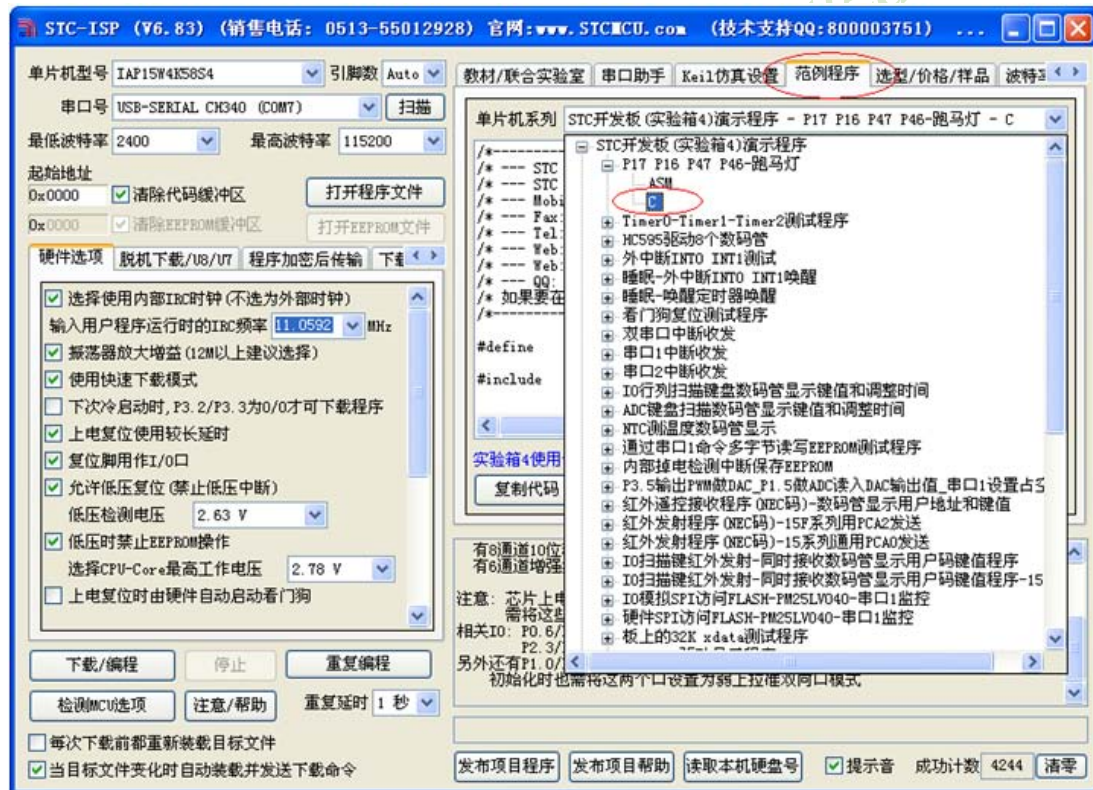 STC-ISP (V6.83) (销售电话: 0513-55012928) 官网:www.STCMCU.com (技术支持QQ:800003751) ...
单片机型号 IAP15W4K58S4 引脚数 Auto
串口号 USB-SERIAL CH340 (COM7) 扫描
最低波特率 2400 最高波特率 115200
起始地址
0x0000 清除代码缓冲区 打开程序文件
0x0000 清除EEPROM缓冲区 打开EEPROM文件
硬件选项 脱机下载/U8/U7 程序加密后传输
选择使用内部IRC时钟(不选为外部时钟)
输入用户程序运行时的IRC频率 11.0592 MHz
振荡器放大增益(12M以上建议选择)
使用快速下载模式
下次冷启动时,P3.2/P3.3为0/0才可下载程序
上电复位使用较长延时
复位脚用作I/O口
允许低压复位(禁止低压中断)
低压检测电压 2.63 V
低压时禁止EEPROM操作
选择CPU-Core最高工作电压 2.78 V
上电复位时由硬件自动启动看门狗
下载/编程 停止 重复编程
检测MCU选项 注意/帮助 重复延时 1 秒
每次下载前都重新装载目标文件
当目标文件变化时自动装载并发送下载命令
教材/联合实验室 串口助手 Keil仿真设置 范例程序 选型/价格/样品 波特率
单片机系列 STC开发板(实验箱4)演示程序 - P17 P16 P47 P46-跑马灯 - C
/*---------
/* --- STC
/* --- STC
/* --- Mobi
/* --- Fax:
/* --- Tel:
/* --- Web:
/* --- Web:
/* --- QQ:
/* 如果要在
/*---------
#define
#include
STC开发板(实验箱4)演示程序
P17 P16 P47 P46-跑马灯
ASM
C
Timer0-Timer1-Timer2测试程序
HC595驱动8个数码管
外中断INT0 INT1测试
睡眠-外中断INT0 INT1唤醒
睡眠-唤醒定时器唤醒
看门狗复位测试程序
双串口中断收发
串口1中断收发
串口2中断收发
IO行列扫描键盘数码管显示键值和调整时间
ADC键盘扫描数码管显示键值和调整时间
NTC测温度数码管显示
通过串口1命令多字节读写EEPROM测试程序
内部掉电检测中断保存EEPROM
P3.5输出PWM做DAC_P1.5做ADC读入DAC输出值_串口1设置占空
红外遥控接收程序(NEC码)-数码管显示用户地址和键值
红外发射程序(NEC码)-15F系列用PCA2发送
红外发射程序(NEC码)-15系列通用PCA0发送
IO扫描键红外发射-同时接收数码管显示用户码键值程序
IO扫描键红外发射-同时接收数码管显示用户码键值程序-15
IO模拟SPI访问FLASH-PM25LV040-串口1监控
硬件SPI访问FLASH-PM25LV040-串口1监控
板上的32K xdata测试程序
实验箱4使用
复制代码
有8通道10位
有6通道增强
注意: 芯片上电
需将这些
相关IO: P0.6/
P2.3/
另外还有P1.0/
初始化时也需将这两个口设置为弱上拉准双向口模式
发布项目程序 发布项目帮助 读取本机硬盘号 提示音 成功计数 4244 清零